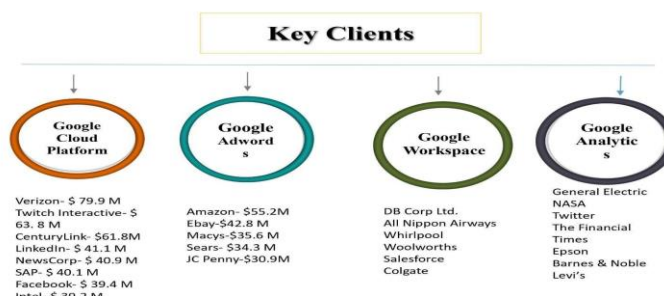 Key Clients
Google
Cloud
Platform
Verizon- $ 79.9 M
Twitch Interactive- $
63. 8 M
CenturyLink- $61.8M
LinkedIn- $ 41.1 M
NewsCorp- $ 40.9 M
SAP- $ 40.1 M
Facebook- $ 39.4 M
Intel- $ 39.2 M
Google
Adword
s
Amazon- $55.2M
Ebay-$42.8 M
Macys-$35.6 M
Sears- $34.3 M
JC Penny-$30.9M
Google
Workspace
DB Corp Ltd.
All Nippon Airways
Whirlpool
Woolworths
Salesforce
Colgate
Google
Analytic
s
General Electric
NASA
Twitter
The Financial
Times
Epson
Barnes & Noble
Levi's